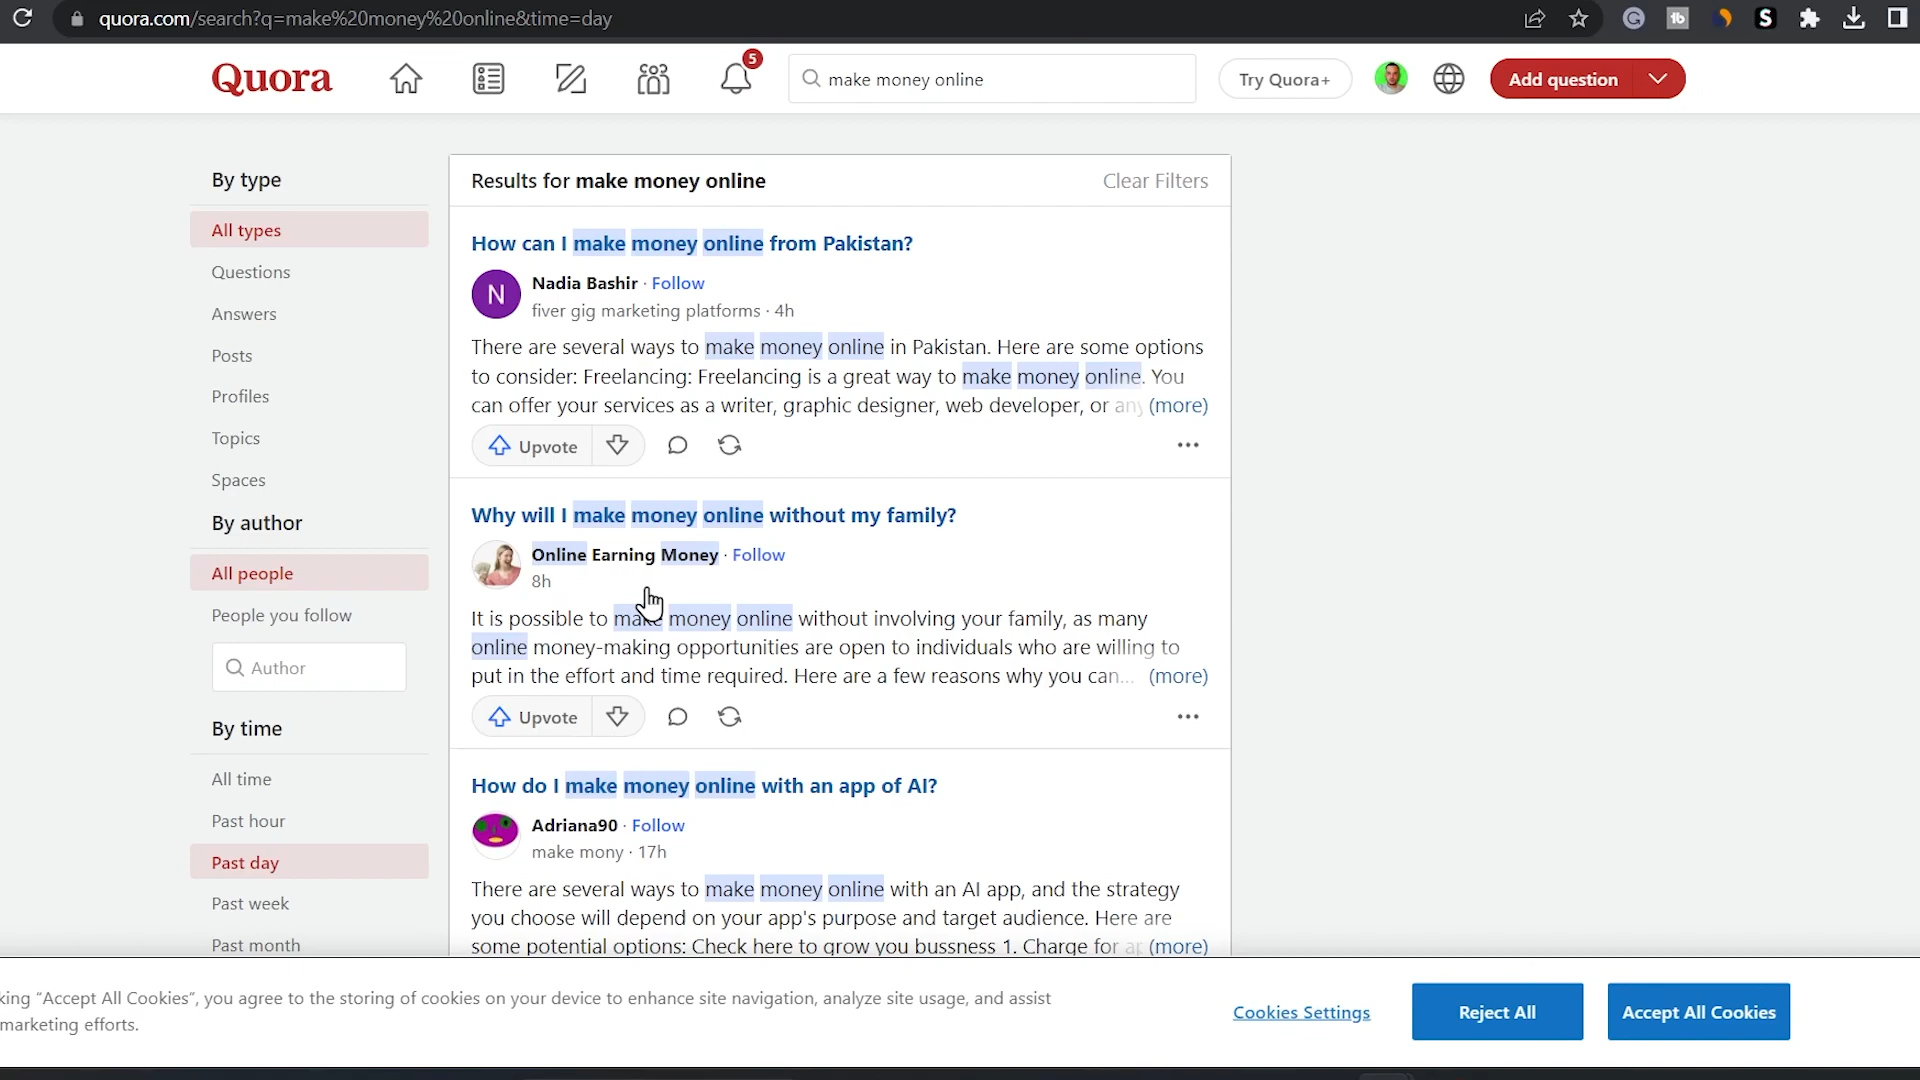 quora.com/search?q=make%20money%20online&time=day
Quora
5
make money online
Try Quora+
Add question
By type
All types
Questions
Answers
Posts
Profiles
Topics
Spaces
By author
All people
People you follow
Author
By time
All time
Past hour
Past day
Past week
Past month
Results for make money online
Clear Filters
How can I make money online from Pakistan?
N
Nadia Bashir · Follow
fiver gig marketing platforms · 4h
There are several ways to make money online in Pakistan. Here are some options
to consider: Freelancing: Freelancing is a great way to make money online. You
can offer your services as a writer, graphic designer, web developer, or any (more)
Upvote
Why will I make money online without my family?
Online Earning Money · Follow
8h
It is possible to make money online without involving your family, as many
online money-making opportunities are open to individuals who are willing to
put in the effort and time required. Here are a few reasons why you can... (more)
Upvote
How do I make money online with an app of AI?
Adriana90 · Follow
make mony · 17h
There are several ways to make money online with an AI app, and the strategy
you choose will depend on your app's purpose and target audience. Here are
some potential options: Check here to grow you bussness 1. Charge for ap (more)
king "Accept All Cookies", you agree to the storing of cookies on your device to enhance site navigation, analyze site usage, and assist
marketing efforts.
Cookies Settings
Reject All
Accept All Cookies